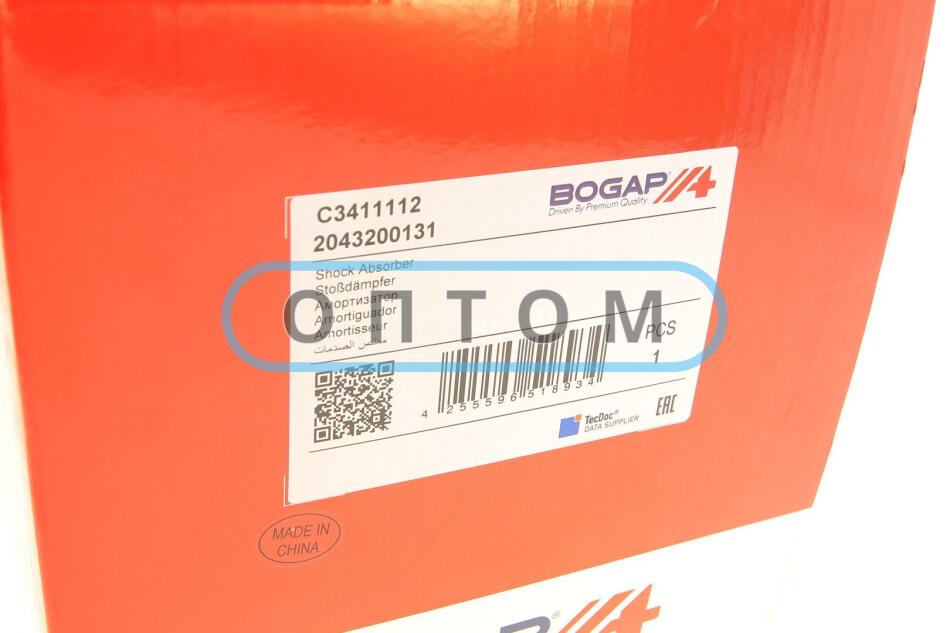 C3411112
2043200131
BOGAP
Driven By Premium Quality
Shock Absorber
Stoßdämpfer
Амортизатор
Amortiguador
Amortisseur
ممتص الصدمات
ОПТОМ
PCS
1
4 255596 518934
TecDoc®
DATA SUPPLIER
EAC
MADE IN
CHINA